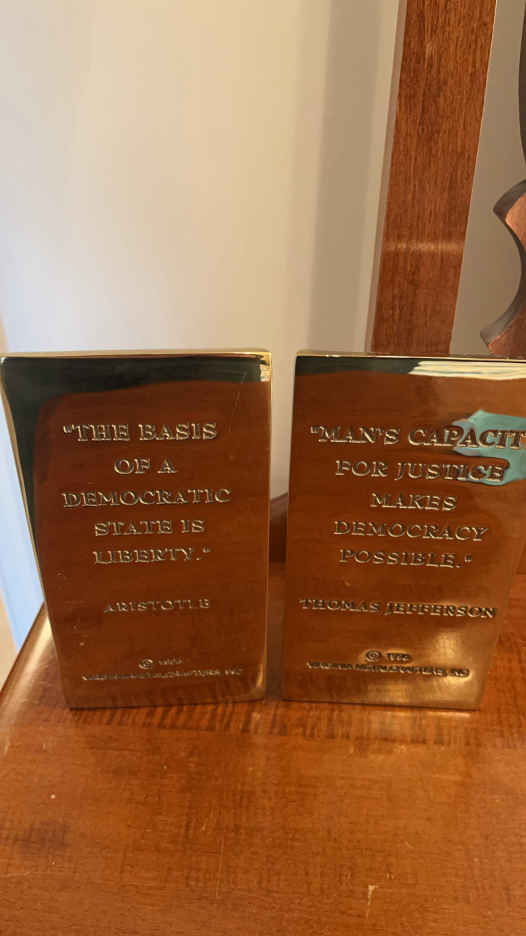 "THE BASIS
OF A
DEMOCRATIC
STATE IS
LIBERTY."
ARISTOTLE
©
"MAN'S CAPACIT
FOR JUSTICE
MAKES
DEMOCRACY
POSSIBLE."
THOMAS JEFFERSON
©